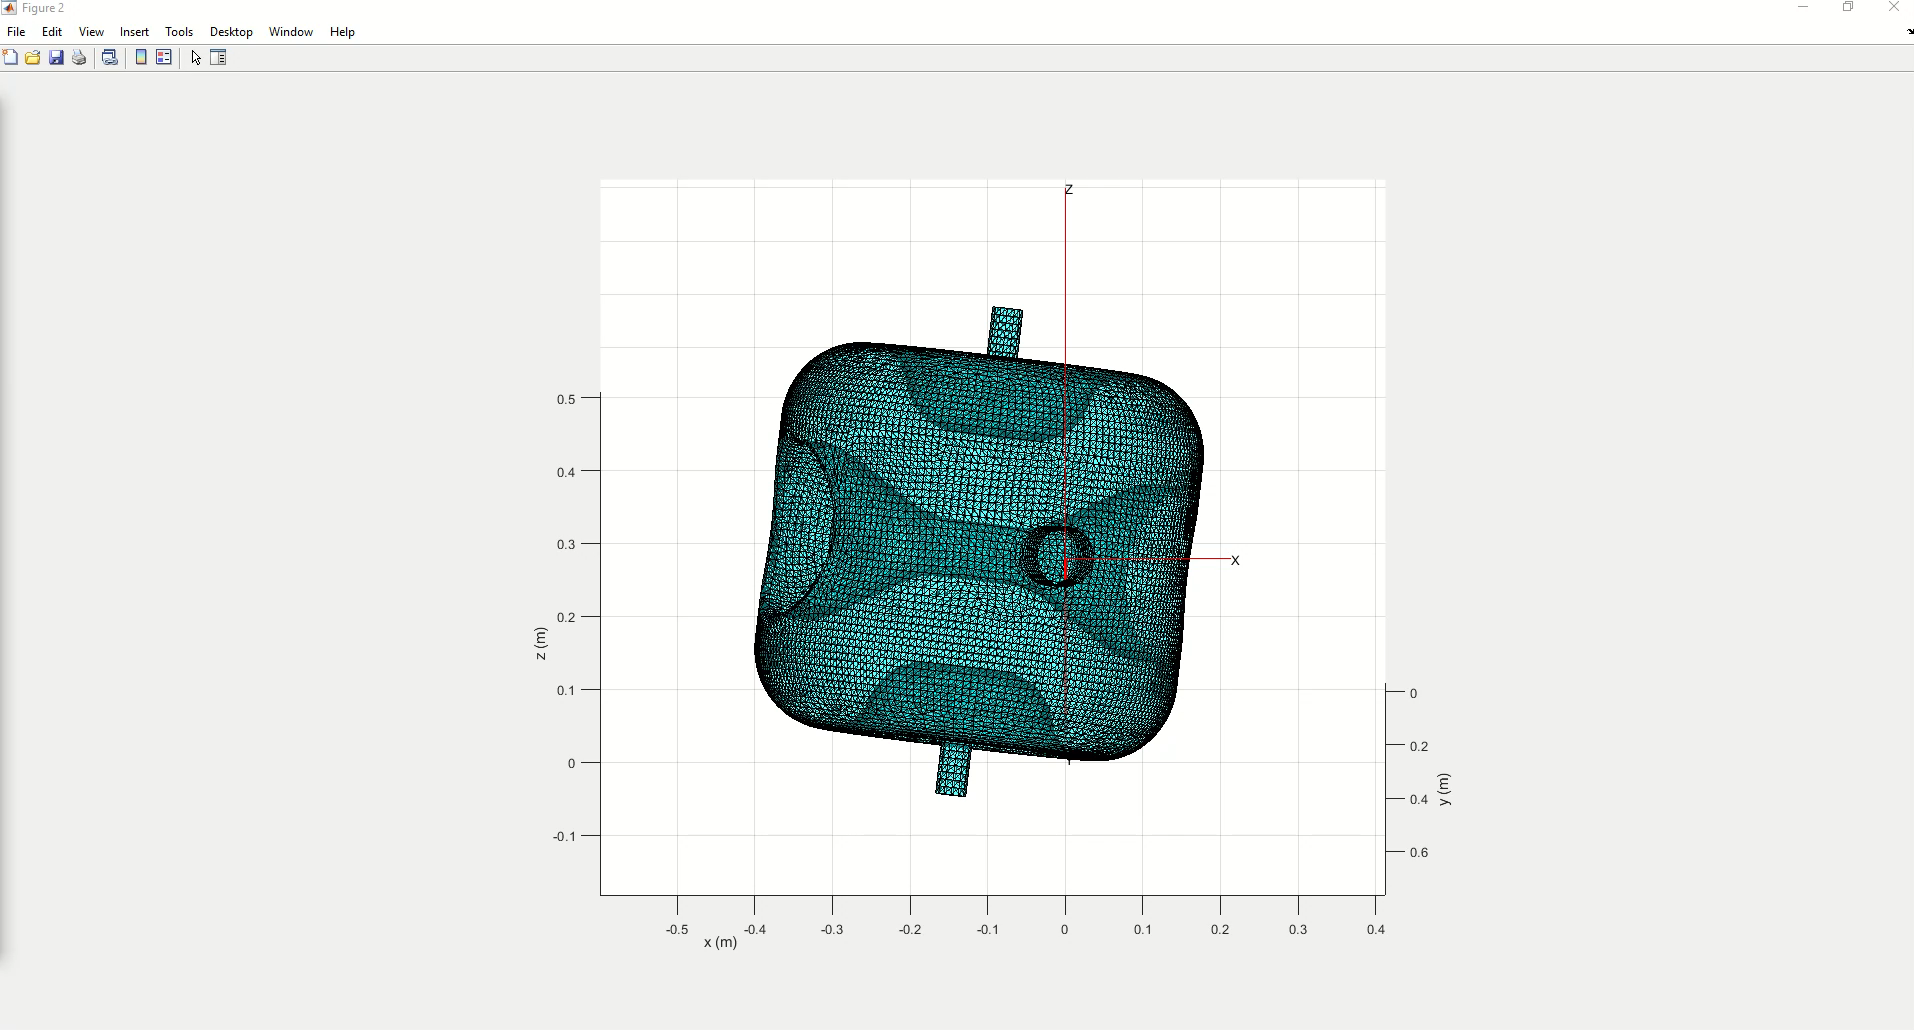 Figure 2
File Edit View Insert Tools Desktop Window Help
Z
X
0.5
0.4
0.3
0.2
0.1
0
-0.1
z (m)
0
0.2
0.4
0.6
y (m)
-0.5 -0.4 -0.3 -0.2 -0.1 0 0.1 0.2 0.3 0.4
x (m)